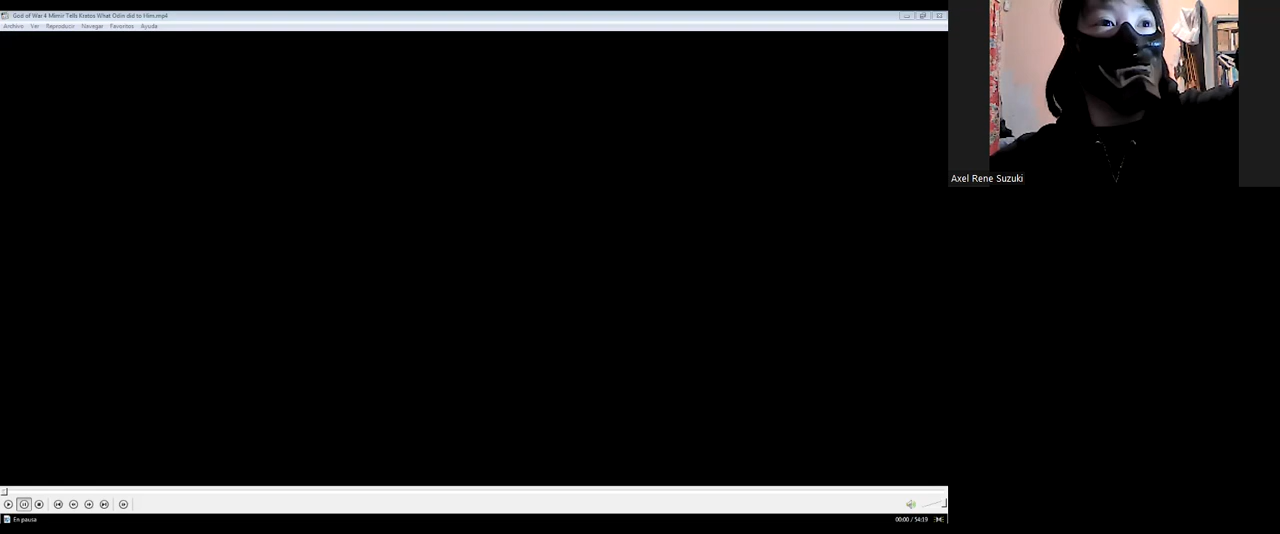 God of War 4 Mimir Tells Kratos What Odin did to Him.mp4
Archivo Ver Reproducir Navegar Favoritos Ayuda
Axel Rene Suzuki
En pausa
00:00 / 54:19